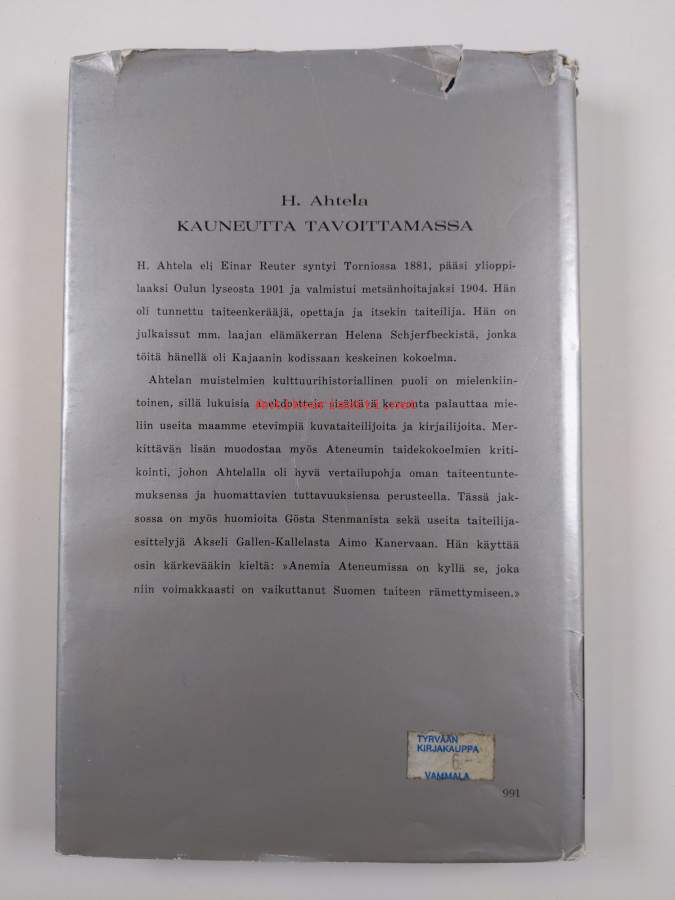 H. Ahtela
KAUNEUTTA TAVOITTAMASSA
H. Ahtela eli Einar Reuter syntyi Torniossa 1881, pääsi ylioppi-
laaksi Oulun lyseosta 1901 ja valmistui metsänhoitajaksi 1904. Hän
oli tunnettu taiteenkerääjä, opettaja ja itsekin taiteilija. Hän on
julkaissut mm. laajan elämäkerran Helena Schjerfbeckistä, jonka
töitä hänellä oli Kajaanin kodissaan keskeinen kokoelma.
Ahtelan muistelmien kulttuurihistoriallinen puoli on mielenkiin-
toinen, sillä lukuisia anekdootteja sisältävä kerronta palauttaa mie-
liin useita maamme etevimpiä kuvataiteilijoita ja kirjailijoita. Mer-
kittävän lisän muodostaa myös Ateneumin taidekokoelmien kriti-
kointi, johon Ahtelalla oli hyvä vertailupohja oman taiteentunte-
muksensa ja huomattavien tuttavuuksiensa perusteella. Tässä jak-
sossa on myös huomioita Gösta Stenmanista sekä useita taiteilija-
esittelyjä Akseli Gallen-Kallelasta Aimo Kanervaan. Hän käyttää
osin kärkevääkin kieltä: »Anemia Ateneumissa on kyllä se, joka
niin voimakkaasti on vaikuttanut Suomen taiteen rämettymiseen.»
TYRVÄÄN
KIRJAKAUPPA
6.--
VAMMALA
991